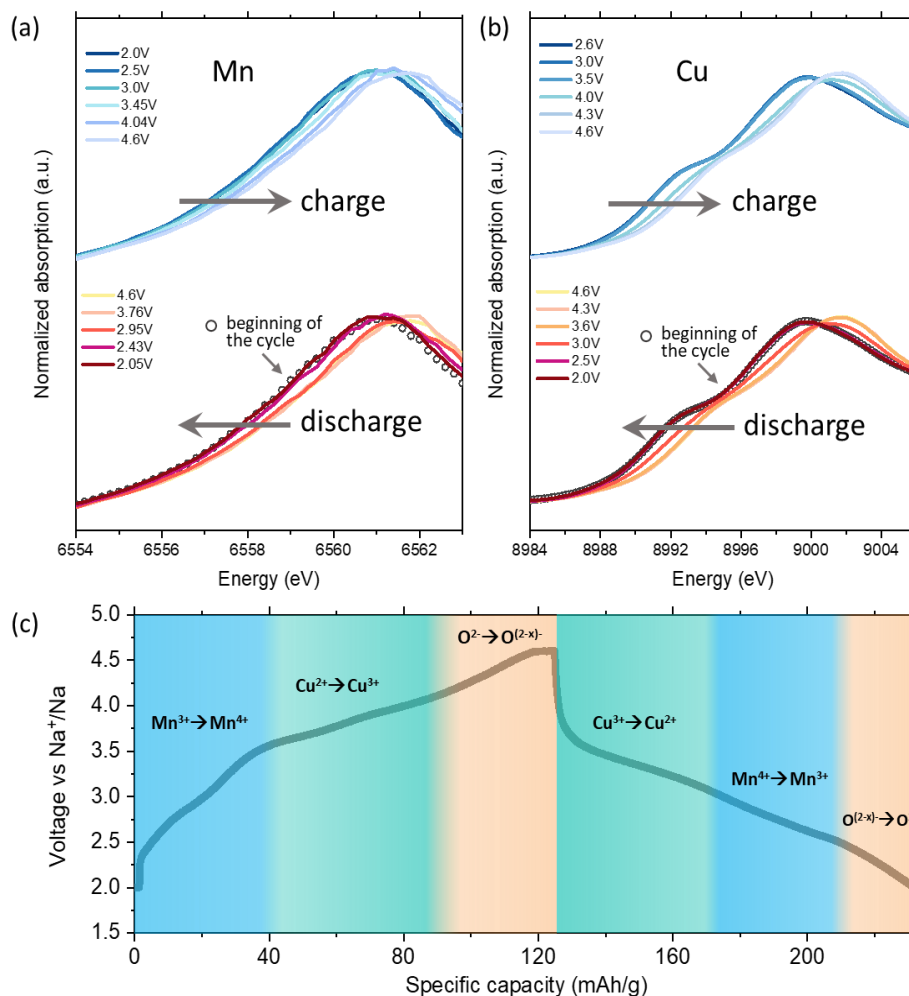 (a)
Mn
2.0V
2.5V
3.0V
3.45V
4.04V
4.6V
charge
4.6V
3.76V
2.95V
2.43V
2.05V
beginning of
the cycle
discharge
Normalized absorption (a.u.)
6554 6556 6558 6560 6562
Energy (eV)
(b)
Cu
2.6V
3.0V
3.5V
4.0V
4.3V
4.6V
charge
4.6V
4.3V
3.6V
3.0V
2.5V
2.0V
beginning of
the cycle
discharge
Normalized absorption (a.u.)
8984 8988 8992 8996 9000 9004
Energy (eV)
(c)
5.0
4.5
4.0
3.5
3.0
2.5
2.0
1.5
Voltage vs Na⁺/Na
Mn³⁺→Mn⁴⁺
Cu²⁺→Cu³⁺
O²⁻→O⁽²⁻ˣ⁾⁻
Cu³⁺→Cu²⁺
Mn⁴⁺→Mn³⁺
O⁽²⁻ˣ⁾⁻→O
0 40 80 120 160 200
Specific capacity (mAh/g)